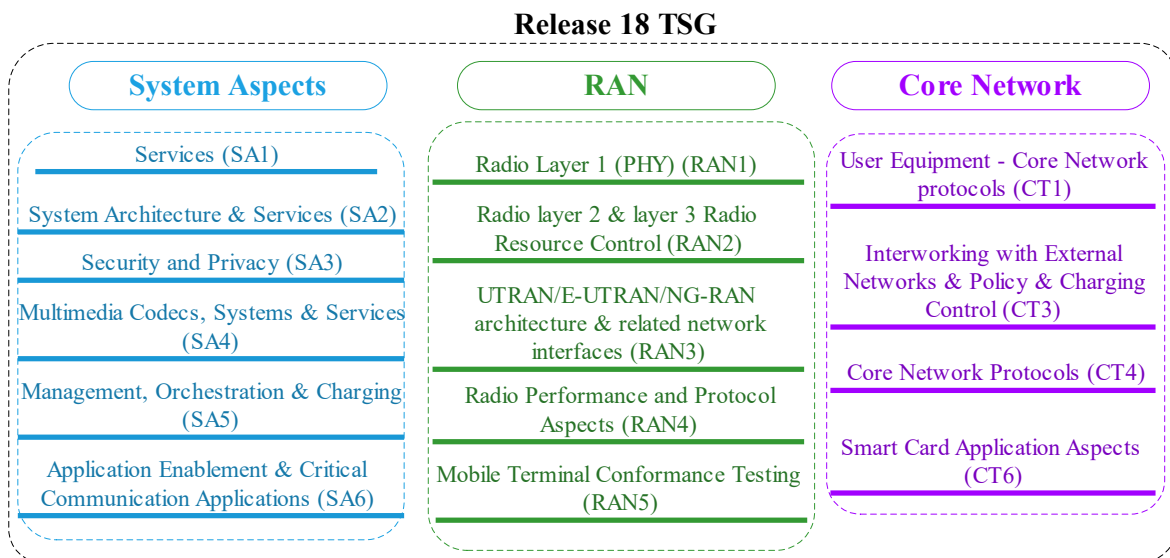 Release 18 TSG
System Aspects
Services (SA1)
System Architecture & Services (SA2)
Security and Privacy (SA3)
Multimedia Codecs, Systems & Services
(SA4)
Management, Orchestration & Charging
(SA5)
Application Enablement & Critical
Communication Applications (SA6)
RAN
Radio Layer 1 (PHY) (RAN1)
Radio layer 2 & layer 3 Radio
Resource Control (RAN2)
UTRAN/E-UTRAN/NG-RAN
architecture & related network
interfaces (RAN3)
Radio Performance and Protocol
Aspects (RAN4)
Mobile Terminal Conformance Testing
(RAN5)
Core Network
User Equipment - Core Network
protocols (CT1)
Interworking with External
Networks & Policy & Charging
Control (CT3)
Core Network Protocols (CT4)
Smart Card Application Aspects
(CT6)